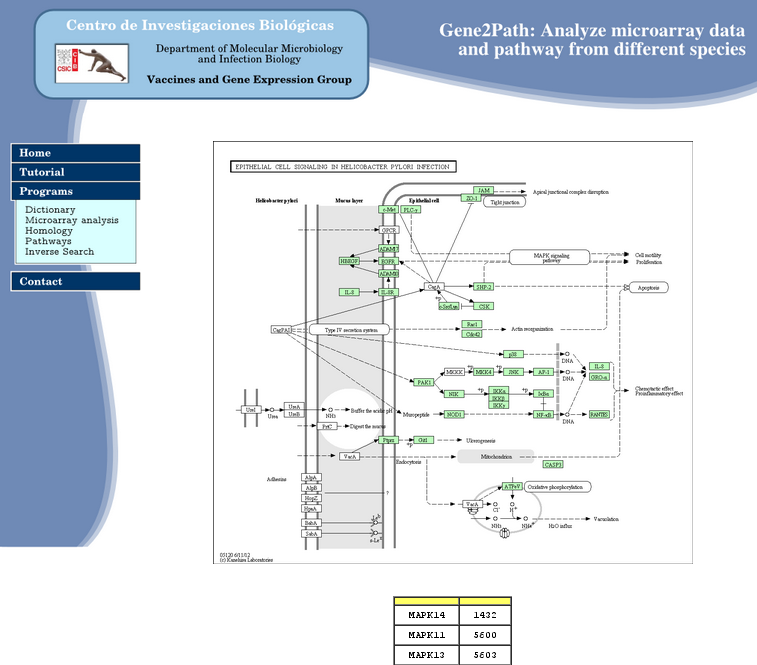 Centro de Investigaciones Biológicas
Department of Molecular Microbiology
and Infection Biology
Vaccines and Gene Expression Group
CSIC
CIB
Gene2Path: Analyze microarray data
and pathway from different species
Home
Tutorial
Programs
Dictionary
Microarray analysis
Homology
Pathways
Inverse Search
Contact
EPITHELIAL CELL SIGNALING IN HELICOBACTER PYLORI INFECTION
Helicobacter pylori
Mucus layer
Epithelial cell
JAM
Apical junctional complex disruption
ZO-1
Tight junction
c-Met
PLC-γ
GPCR
ADAM17
HBEGF
EGFR
ADAM10
IL-8
IL-8R
MAPK signaling
pathway
Cell motility
Proliferation
CagA
SHP-2
Apoptosis
+p
c-Src/Lyn
CSK
CagPAI
Type IV secretion system
Rac1
Cdc42
Actin reorganization
p38
DNA
MKKK
+p
MKK4
+p
JNK
AP-1
DNA
IL-8
GRO-α
PAK1
NIK
+p
IKKα
IKKβ
IKKγ
+p
IκBα
Chemotactic effect
Proinflammatory effect
Muropeptide
NOD1
NF-κB
DNA
RANTES
UreI
Urea
UreA
UreB
NH3
Buffer the acidic pH
PrtC
Digest the mucus
Ptprz
+p
Git1
Ulcerogenesis
VacA
Endocytosis
Mitochondrion
CASP3
Adhesins
AlpA
AlpB
HopZ
HpaA
?
BabA
SabA
ATPeV
Oxidative phosphorylation
VacA
Cl-
H+
NH3
NH4+
H2O influx
Vacuolation
05120 6/11/12
(c) Kanehisa Laboratories
MAPK14 1432
MAPK11 5600
MAPK13 5603